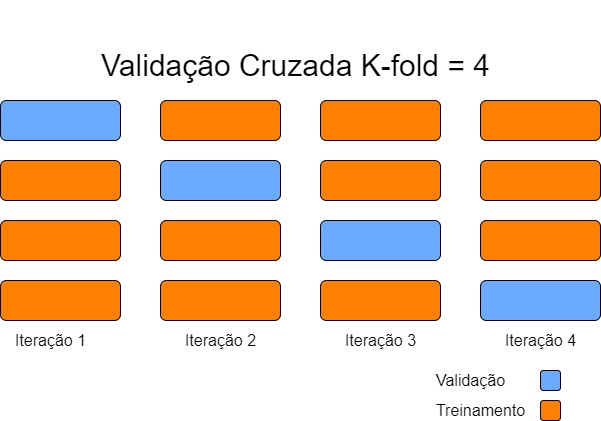 Validação Cruzada K-fold = 4
Iteração 1
Iteração 2
Iteração 3
Iteração 4
Validação
Treinamento